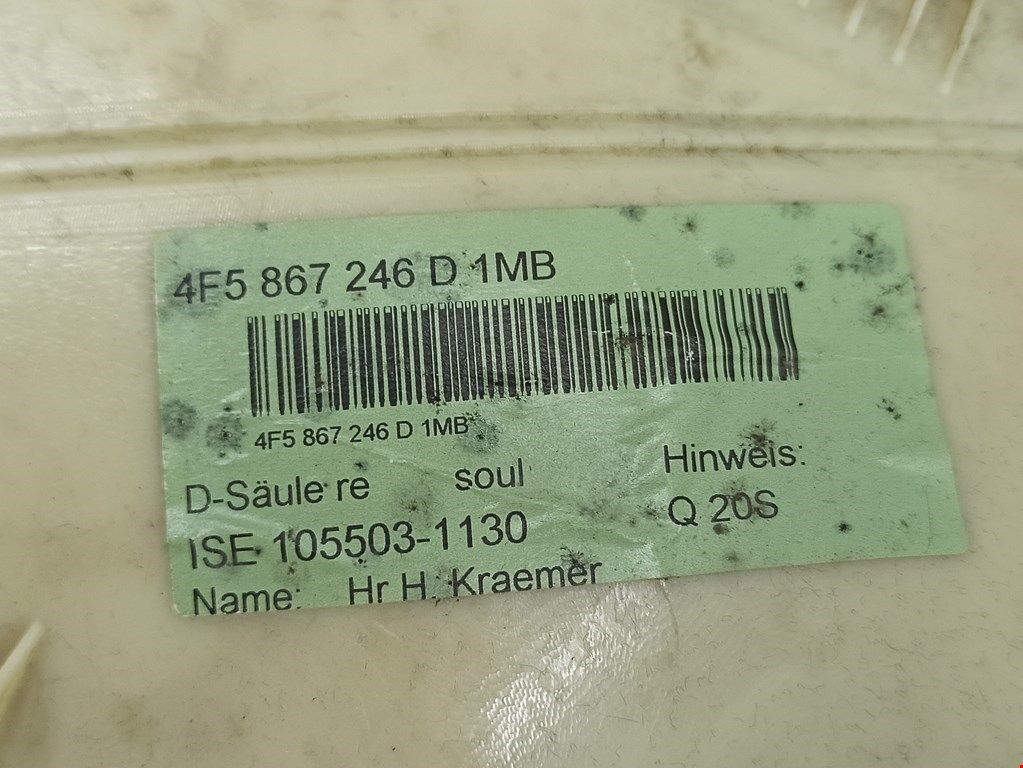 4F5 867 246 D 1MB
4F5 867 246 D 1MB
D-Säule re soul
Hinweis:
ISE 105503-1130
Q 20S
Name: Hr H. Kraemer